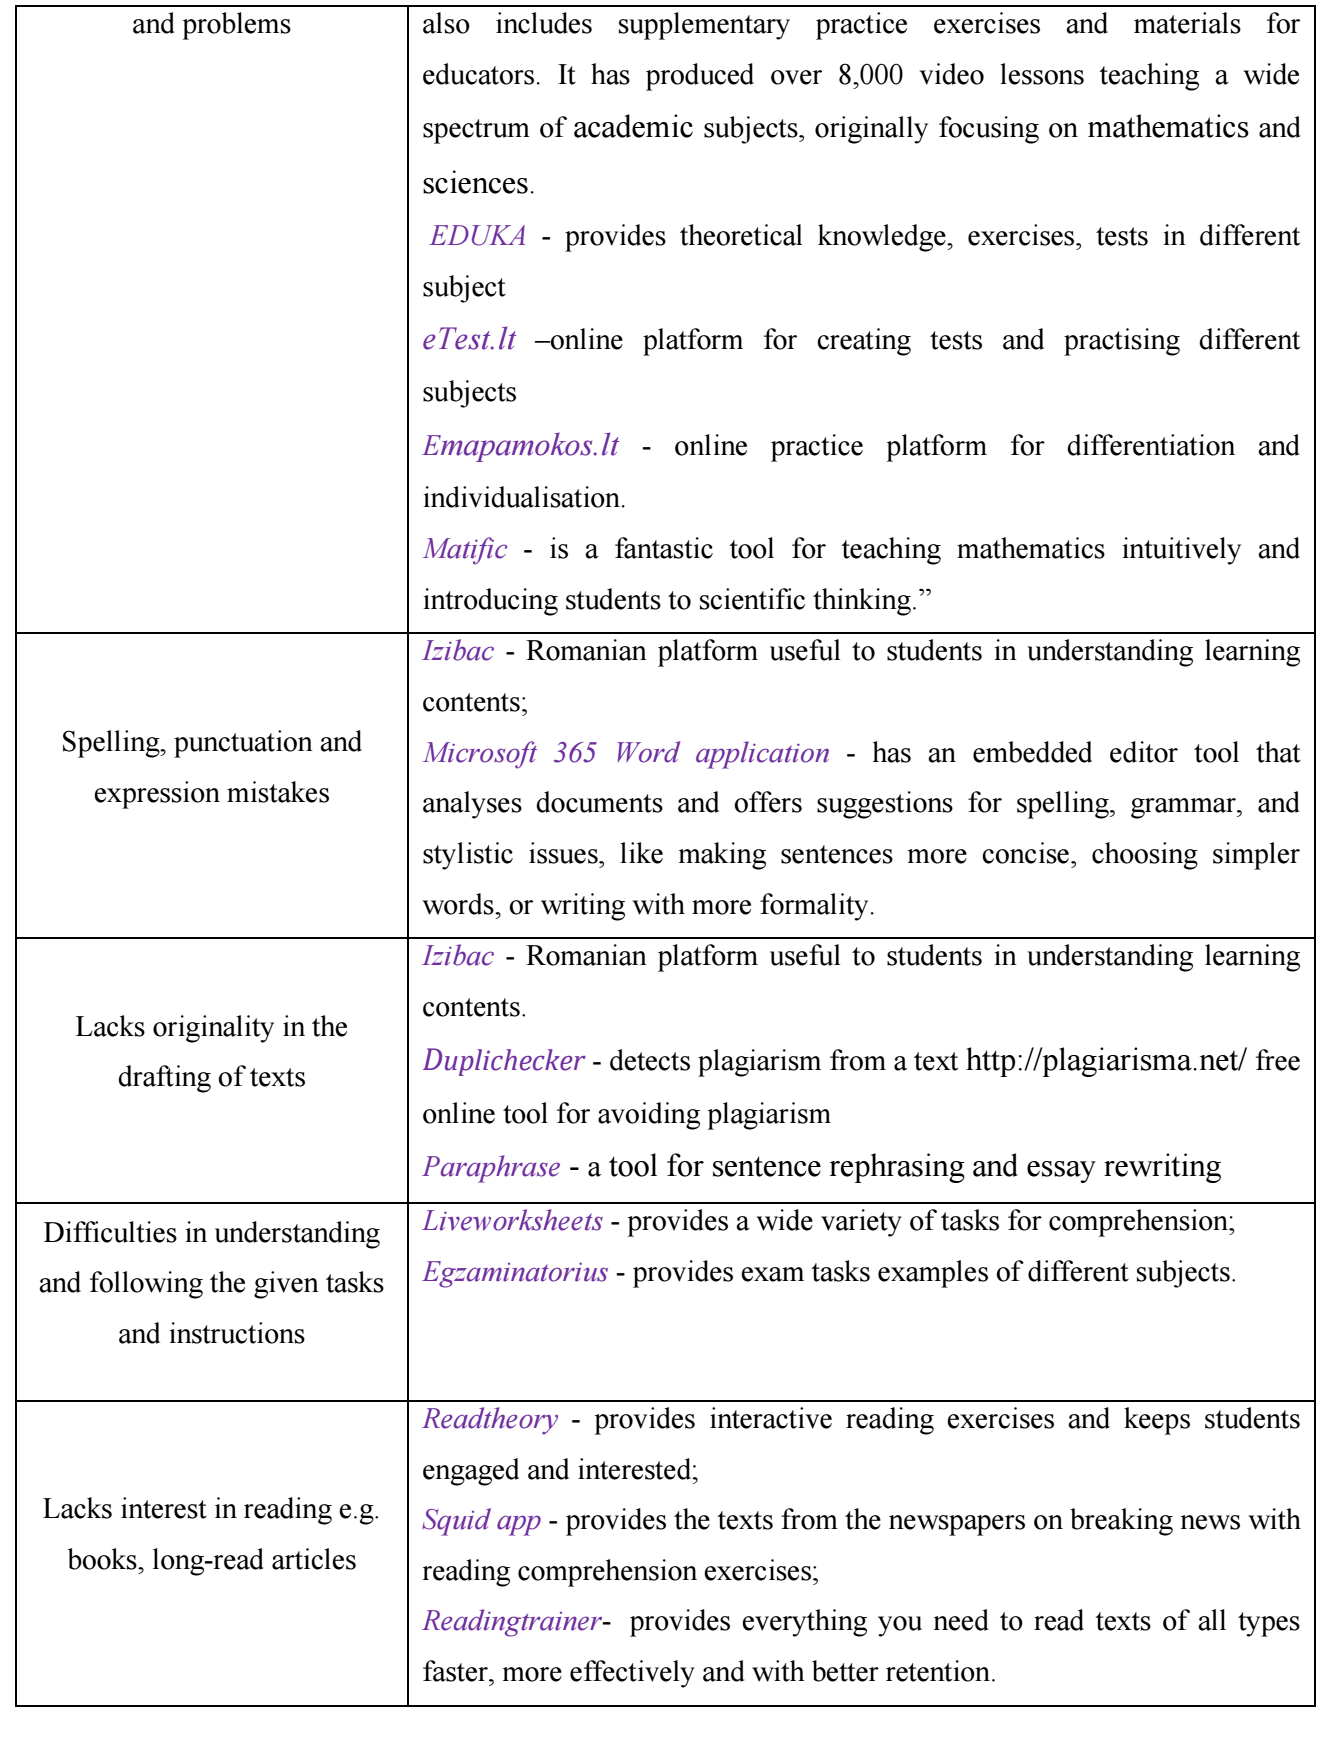 and problems
also includes supplementary practice exercises and materials for
educators. It has produced over 8,000 video lessons teaching a wide
spectrum of academic subjects, originally focusing on mathematics and
sciences.
EDUKA - provides theoretical knowledge, exercises, tests in different
subject
eTest.lt –online platform for creating tests and practising different
subjects
Emapamokos.lt - online practice platform for differentiation and
individualisation.
Matific - is a fantastic tool for teaching mathematics intuitively and
introducing students to scientific thinking.”
Spelling, punctuation and
expression mistakes
Izibac - Romanian platform useful to students in understanding learning
contents;
Microsoft 365 Word application - has an embedded editor tool that
analyses documents and offers suggestions for spelling, grammar, and
stylistic issues, like making sentences more concise, choosing simpler
words, or writing with more formality.
Lacks originality in the
drafting of texts
Izibac - Romanian platform useful to students in understanding learning
contents.
Duplichecker - detects plagiarism from a text http://plagiarisma.net/ free
online tool for avoiding plagiarism
Paraphrase - a tool for sentence rephrasing and essay rewriting
Difficulties in understanding
and following the given tasks
and instructions
Liveworksheets - provides a wide variety of tasks for comprehension;
Egzaminatorius - provides exam tasks examples of different subjects.
Lacks interest in reading e.g.
books, long-read articles
Readtheory - provides interactive reading exercises and keeps students
engaged and interested;
Squid app - provides the texts from the newspapers on breaking news with
reading comprehension exercises;
Readingtrainer- provides everything you need to read texts of all types
faster, more effectively and with better retention.